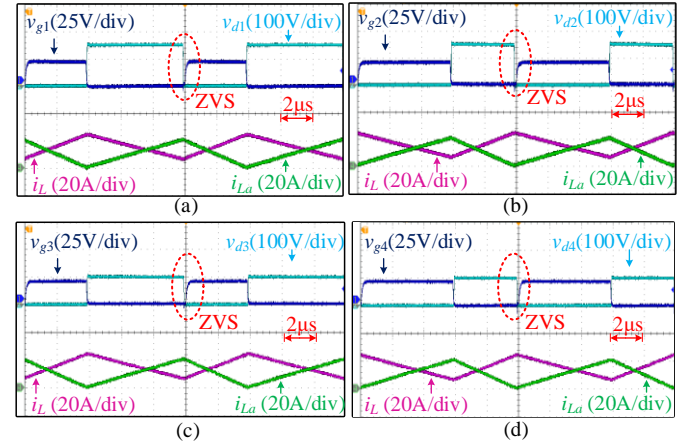 vg1(25V/div) vd1(100V/div)
ZVS
2μs
iL (20A/div) iLa (20A/div)
(a)
vg2(25V/div) vd2(100V/div)
ZVS
2μs
iL (20A/div) iLa (20A/div)
(b)
vg3(25V/div) vd3(100V/div)
ZVS
2μs
iL (20A/div) iLa (20A/div)
(c)
vg4(25V/div) vd4(100V/div)
ZVS
2μs
iL (20A/div) iLa (20A/div)
(d)